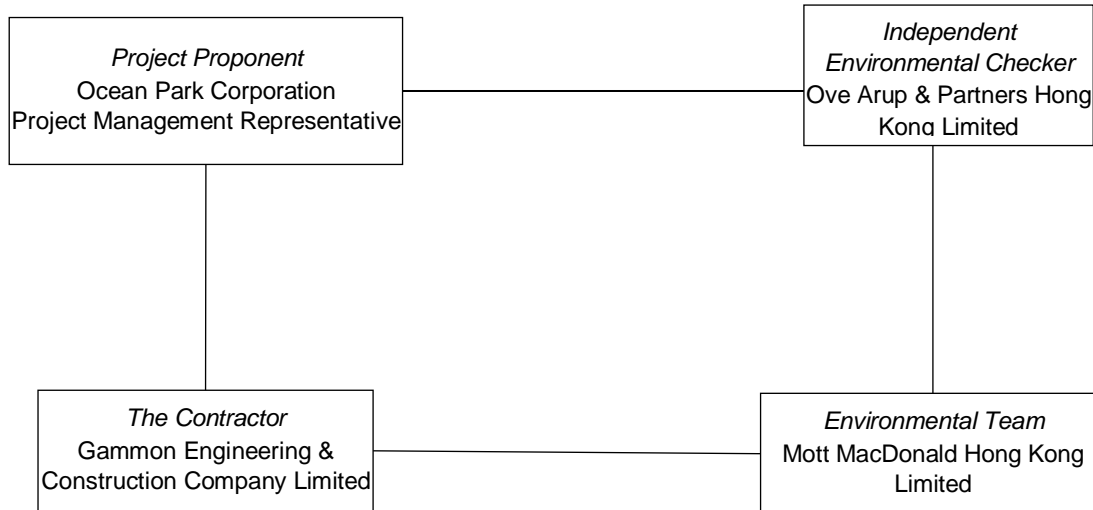 Project Proponent
Ocean Park Corporation
Project Management Representative
Independent
Environmental Checker
Ove Arup & Partners Hong
Kong Limited
The Contractor
Gammon Engineering &
Construction Company Limited
Environmental Team
Mott MacDonald Hong Kong
Limited